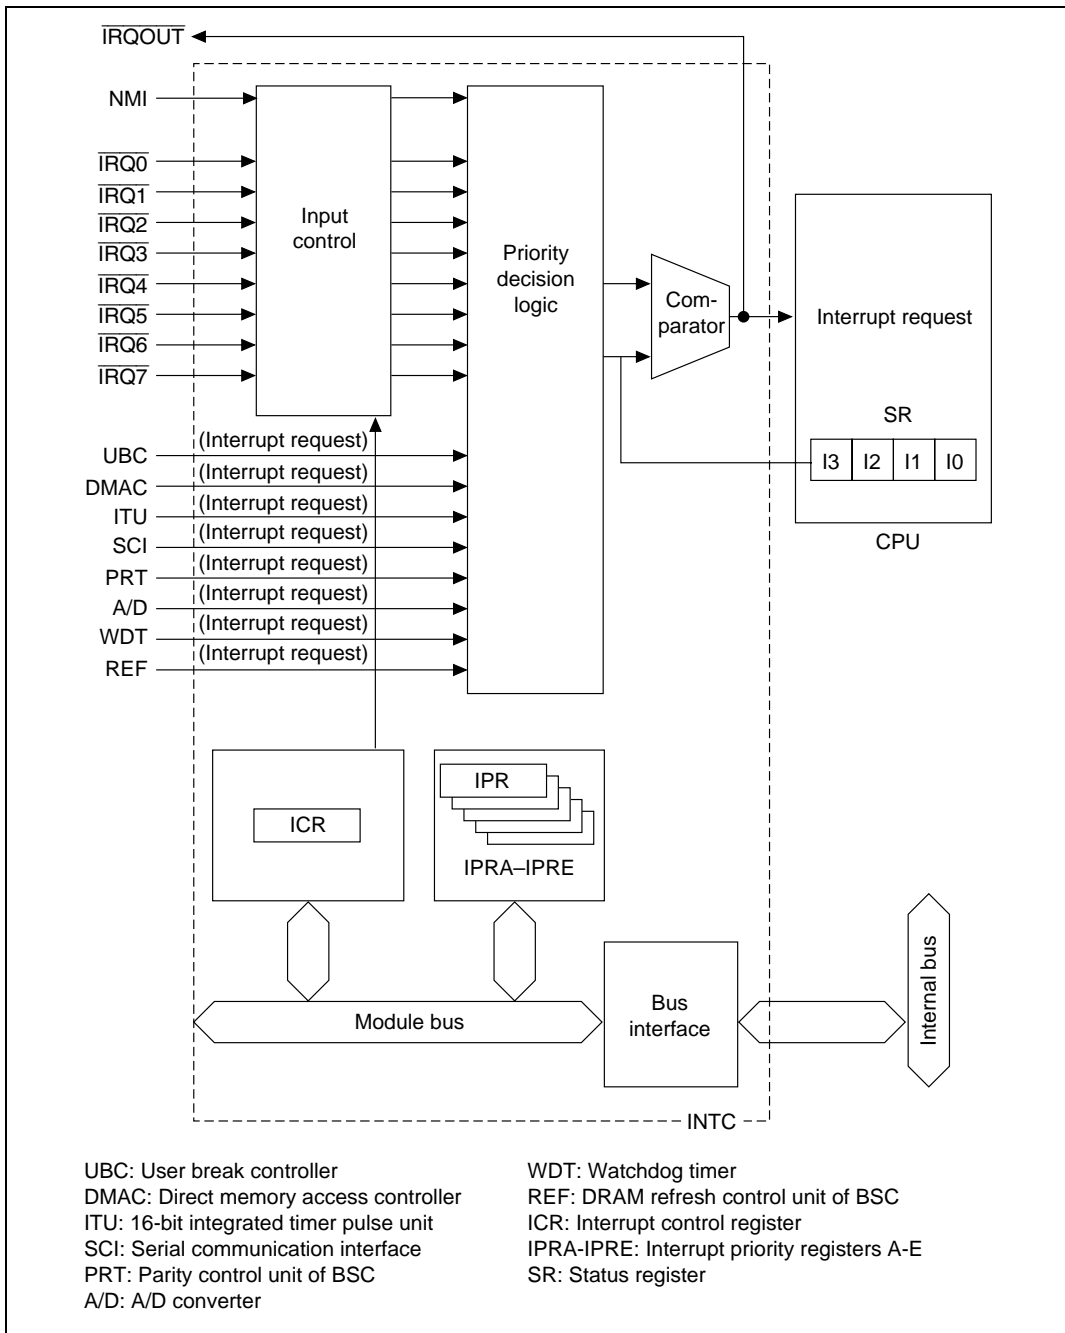 IRQOUT
NMI
IRQ0
IRQ1
IRQ2
IRQ3
IRQ4
IRQ5
IRQ6
IRQ7
Input
control
Priority
decision
logic
Com-
parator
Interrupt request
SR
I3 I2 I1 I0
CPU
UBC (Interrupt request)
DMAC (Interrupt request)
ITU (Interrupt request)
SCI (Interrupt request)
PRT (Interrupt request)
A/D (Interrupt request)
WDT (Interrupt request)
REF (Interrupt request)
ICR
IPR
IPRA–IPRE
Module bus
Bus
interface
Internal bus
INTC
UBC: User break controller
DMAC: Direct memory access controller
ITU: 16-bit integrated timer pulse unit
SCI: Serial communication interface
PRT: Parity control unit of BSC
A/D: A/D converter
WDT: Watchdog timer
REF: DRAM refresh control unit of BSC
ICR: Interrupt control register
IPRA-IPRE: Interrupt priority registers A-E
SR: Status register